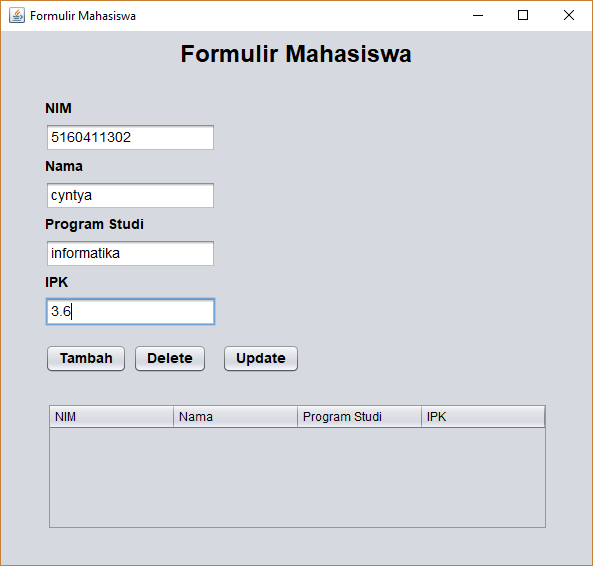 Formulir Mahasiswa
Formulir Mahasiswa
NIM
5160411302
Nama
cyntya
Program Studi
informatika
IPK
3.6
Tambah Delete Update
NIM Nama Program Studi IPK